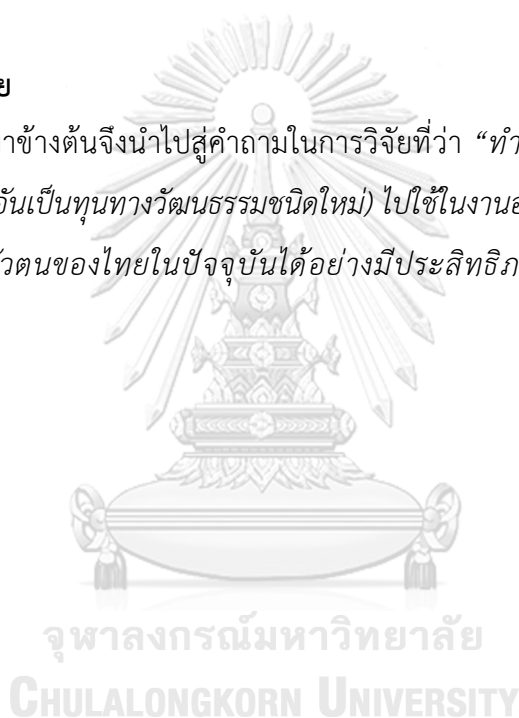 ย
าข้างต้นจึงนำไปสู่คำถามในการวิจัยที่ว่า “ทำ
จันเป็นทุนทางวัฒนธรรมชนิดใหม่) ไปใช้ในงานอ
ัวตนของไทยในปัจจุบันได้อย่างมีประสิทธิภ
จุฬาลงกรณ์มหาวิทยาลัย
CHULALONGKORN UNIVERSITY